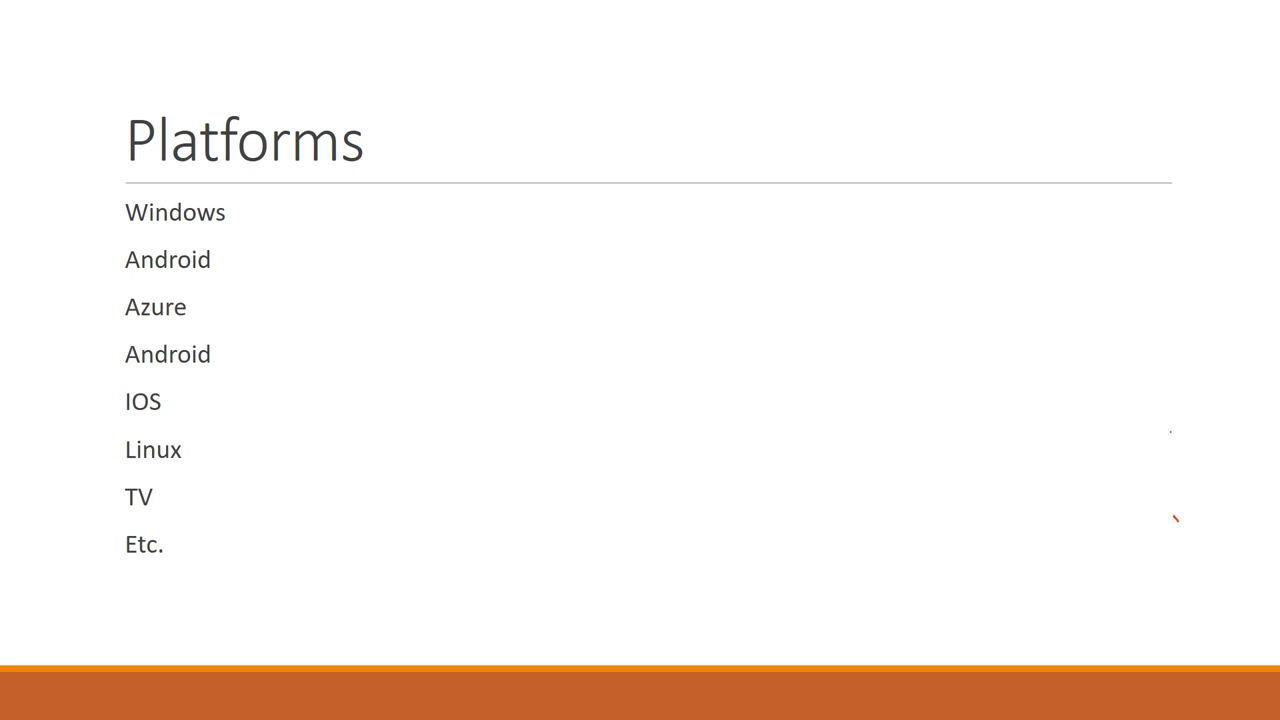 Platforms
Windows
Android
Azure
Android
IOS
Linux
TV
Etc.